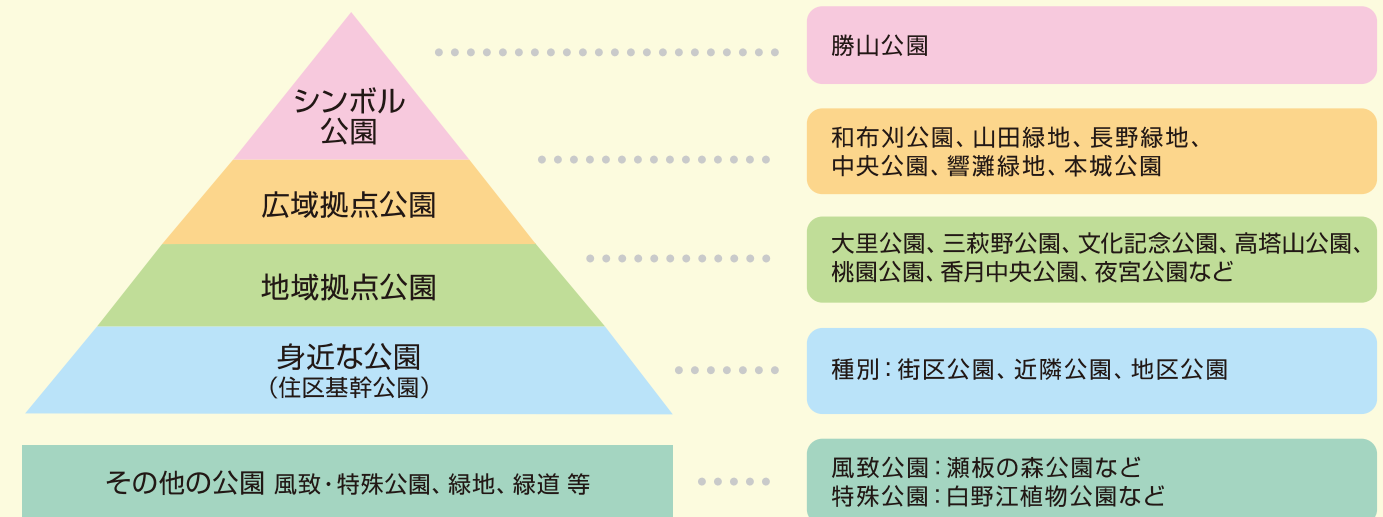 シンボル
公園
勝山公園
広域拠点公園
和布刈公園、山田緑地、長野緑地、
中央公園、響灘緑地、本城公園
地域拠点公園
大里公園、三萩野公園、文化記念公園、高塔山公園、
桃園公園、香月中央公園、夜宮公園など
身近な公園
（住区基幹公園）
種別：街区公園、近隣公園、地区公園
その他の公園 風致・特殊公園、緑地、緑道 等
風致公園：瀬板の森公園など
特殊公園：白野江植物公園など